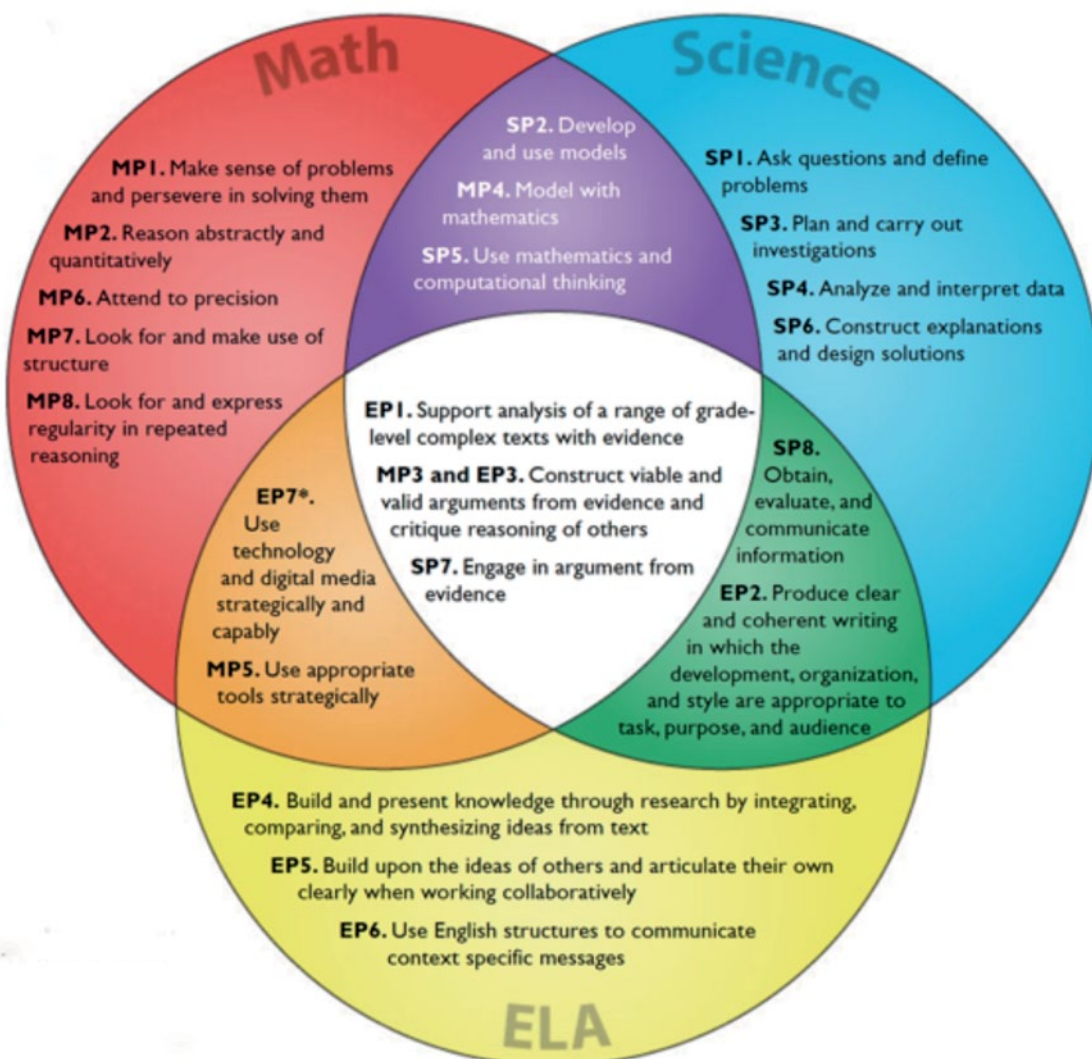 Math
Science
MP1. Make sense of problems
and persevere in solving them
MP2. Reason abstractly and
quantitatively
MP6. Attend to precision
MP7. Look for and make use of
structure
MP8. Look for and express
regularity in repeated
reasoning
SP2. Develop
and use models
MP4. Model with
mathematics
SP5. Use mathematics and
computational thinking
SP1. Ask questions and define
problems
SP3. Plan and carry out
investigations
SP4. Analyze and interpret data
SP6. Construct explanations
and design solutions
EP1. Support analysis of a range of grade-
level complex texts with evidence
MP3 and EP3. Construct viable and
valid arguments from evidence and
critique reasoning of others
SP7. Engage in argument from
evidence
EP7*.
Use
technology
and digital media
strategically and
capably
MP5. Use appropriate
tools strategically
SP8.
Obtain,
evaluate, and
communicate
information
EP2. Produce clear
and coherent writing
in which the
development, organization,
and style are appropriate to
task, purpose, and audience
EP4. Build and present knowledge through research by integrating,
comparing, and synthesizing ideas from text
EP5. Build upon the ideas of others and articulate their own
clearly when working collaboratively
EP6. Use English structures to communicate
context specific messages
ELA